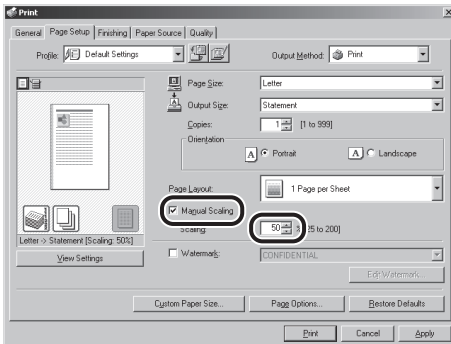 Print
General Page Setup Finishing Paper Source Quality
Profile: Default Settings Output Method: Print
Page Size: Letter
Output Size: Statement
Copies: 1 [1 to 999]
Orientation
A Portrait A Landscape
Page Layout: 1 Page per Sheet
Manual Scaling
Scaling: 50 % [25 to 200]
Letter -> Statement [Scaling: 50%]
View Settings
Watermark: CONFIDENTIAL
Edit Watermark...
Custom Paper Size... Page Options... Restore Defaults
Print Cancel Apply